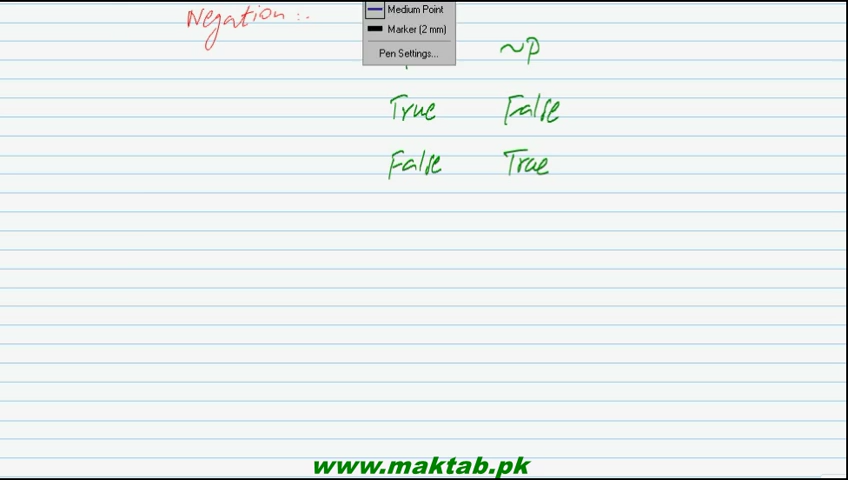 Negation :.
Medium Point
Marker (2 mm)
Pen Settings...
~p
True False
False True
www.maktab.pk